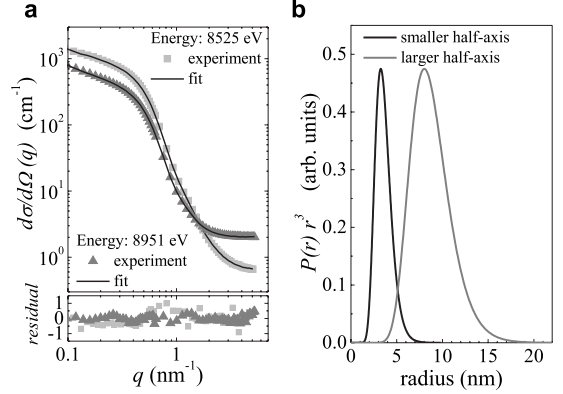 a
Energy: 8525 eV
experiment
fit
Energy: 8951 eV
experiment
fit
dσ/dΩ(q) (cm⁻¹)
10³
10²
10¹
10⁰
residual
1
0
-1
0.1 1
q (nm⁻¹)
b
smaller half-axis
larger half-axis
P(r) r³ (arb. units)
0.5
0.4
0.3
0.2
0.1
0.0
0 5 10 15 20
radius (nm)